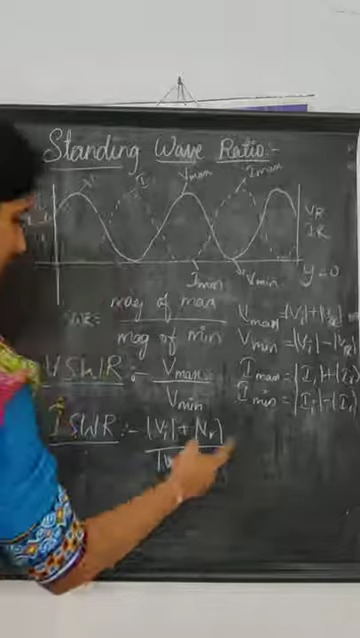 Standing Wave Ratio:-
V I Vmax Imax
VR
IR
Imin Vmin y=0
SWR = mag of max
mag of min
Vmax = |Vi|+|VR|
Vmin = |Vi|-|VR|
VSWR :- Vmax
Vmin
Imax = |Ii|+|Ir|
Imin = |Ii|-|Ir|
ISWR :- |Vi|+|Vr|